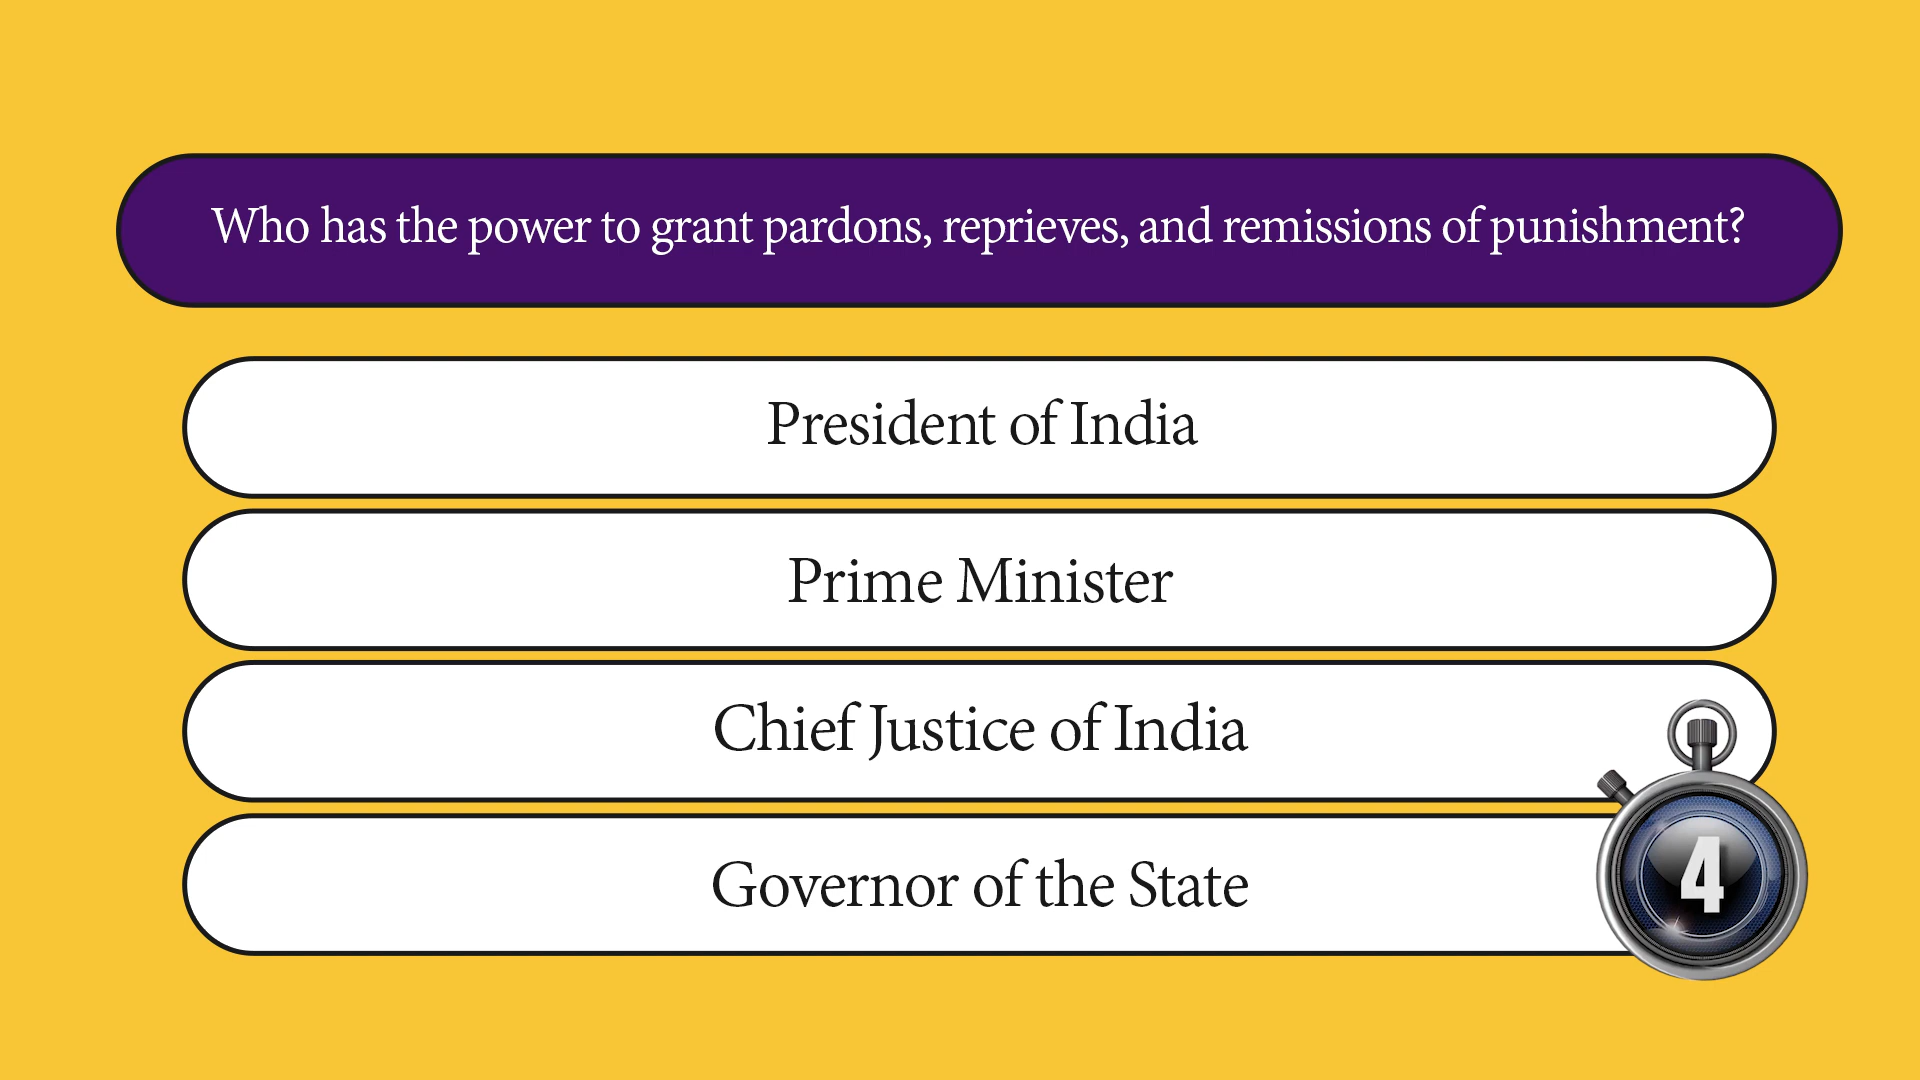 Who has the power to grant pardons, reprieves, and remissions of punishment?
President of India
Prime Minister
Chief Justice of India
Governor of the State
4